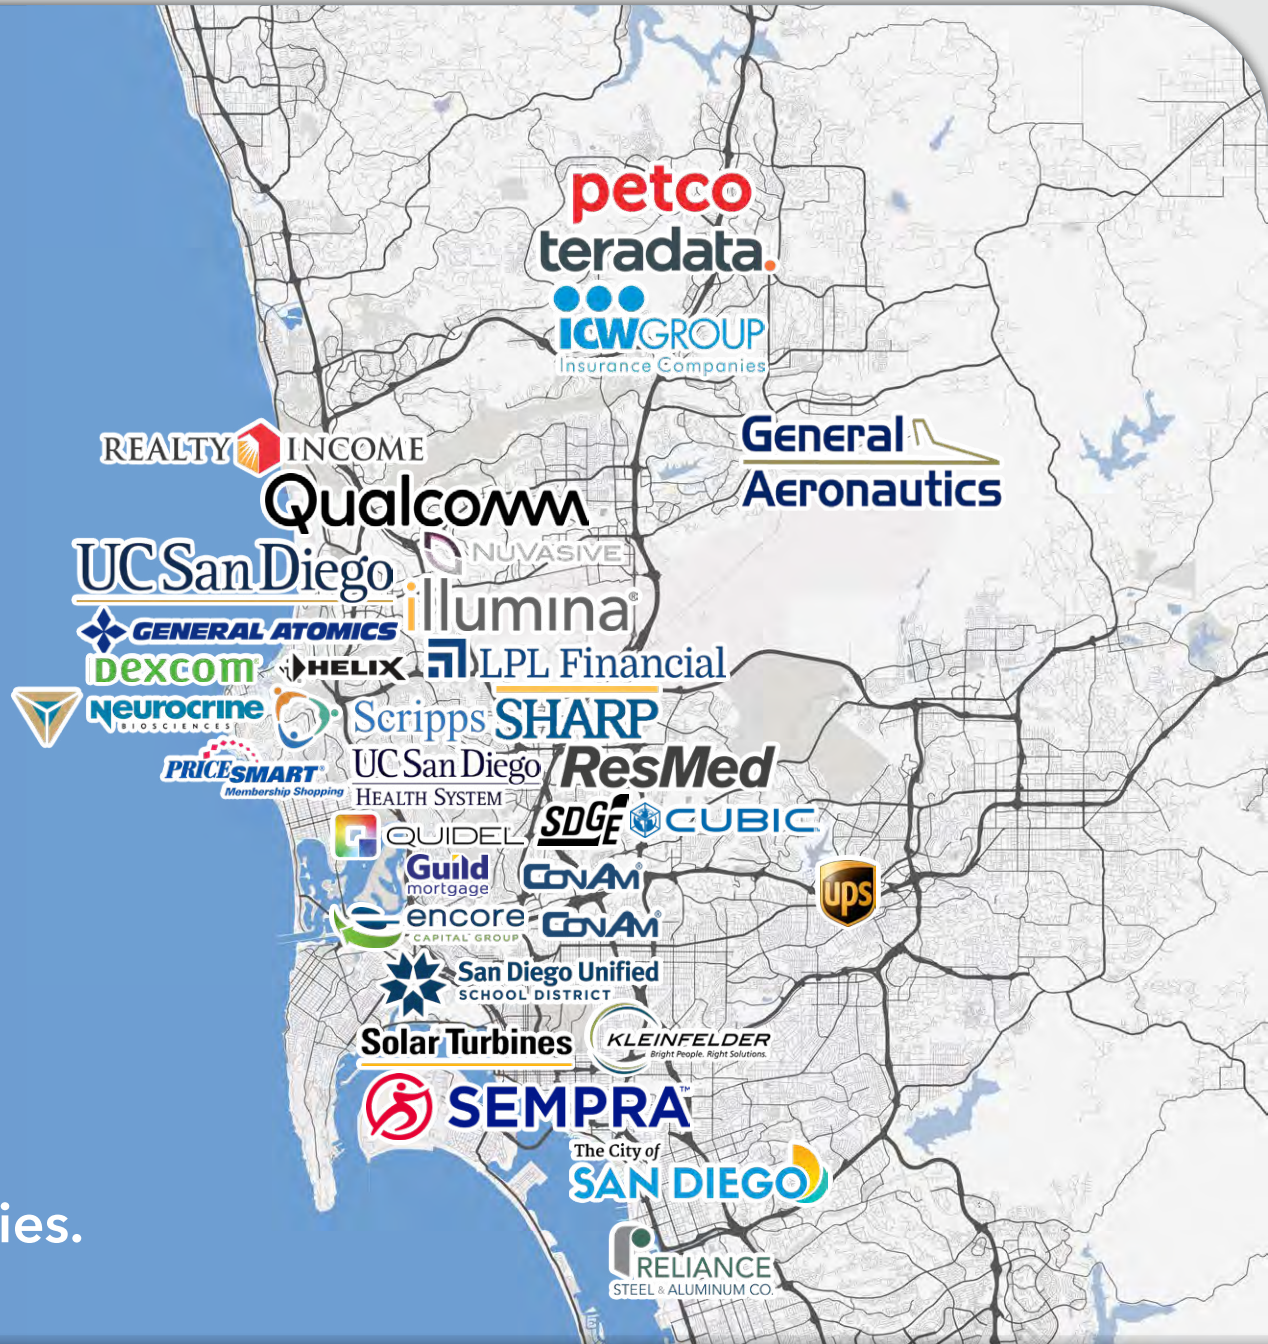 petco
teradata.
ICWGROUP
Insurance Companies
General
Aeronautics
REALTY INCOME
Qualcomm
NUVASIVE
UC San Diego
illumina®
GENERAL ATOMICS
Dexcom
HELIX
LPL Financial
Neurocrine
BIOSCIENCES
Scripps
SHARP
PRICESMART
Membership Shopping
UC San Diego
HEALTH SYSTEM
ResMed
QUIDEL
SDGE
CUBIC
Guild
mortgage
CONAM®
ups
encore
CAPITAL GROUP
CONAM®
San Diego Unified
SCHOOL DISTRICT
Solar Turbines
KLEINFELDER
Bright People. Right Solutions.
SEMPRA™
The City of
SAN DIEGO
ies.
RELIANCE
STEEL & ALUMINUM CO.